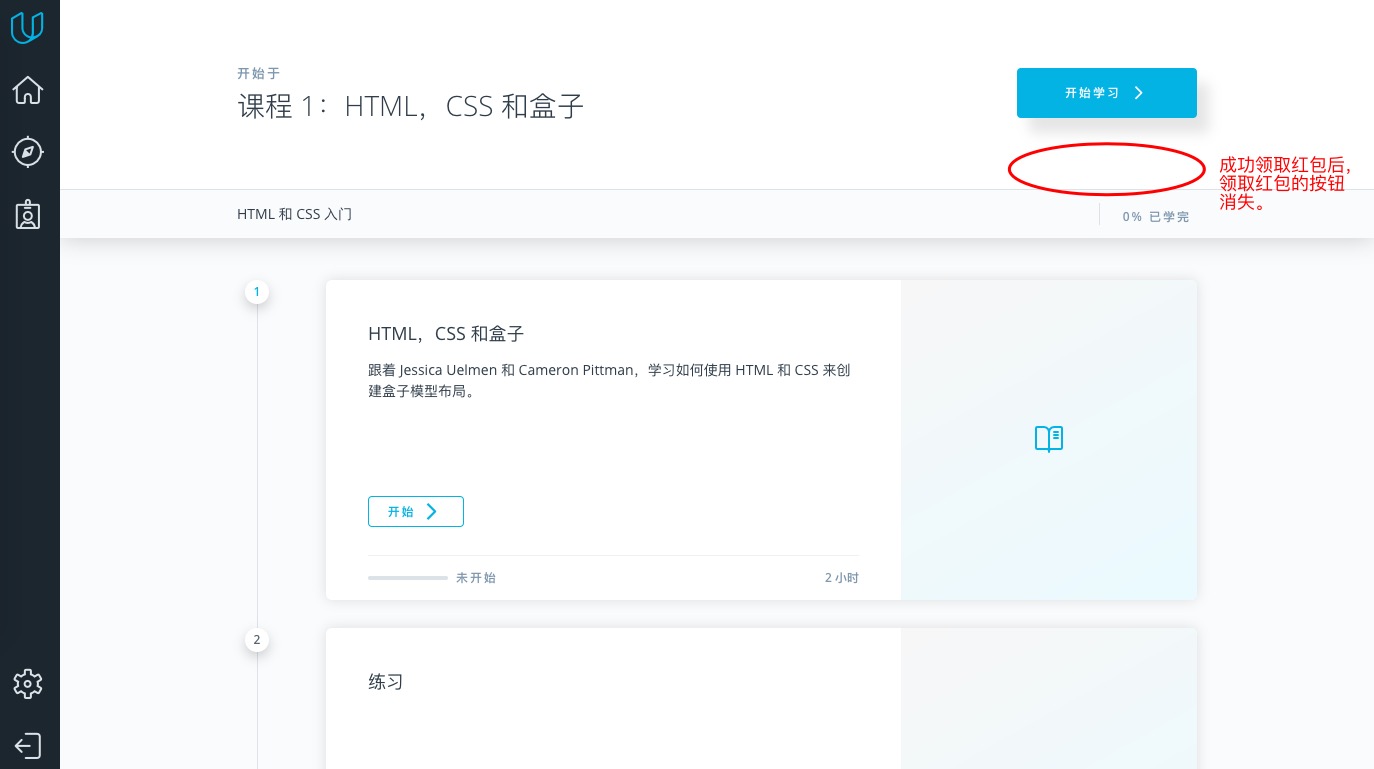 开始于
课程 1：HTML，CSS 和盒子
开始学习
成功领取红包后，
领取红包的按钮
消失。
HTML 和 CSS 入门
0% 已学完
1
HTML，CSS 和盒子
跟着 Jessica Uelmen 和 Cameron Pittman，学习如何使用 HTML 和 CSS 来创
建盒子模型布局。
开始
未开始
2 小时
2
练习